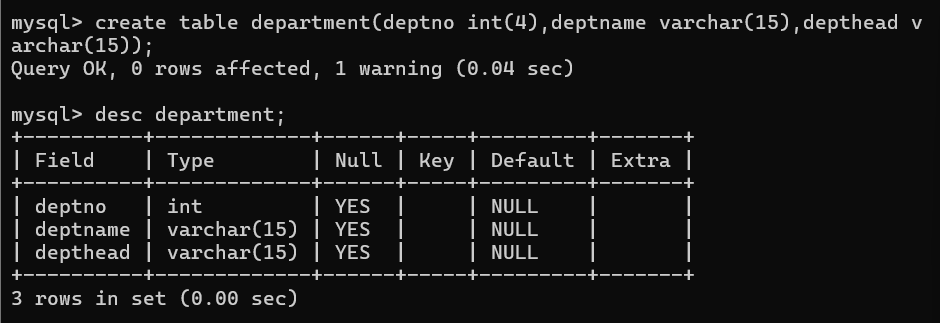 mysql> create table department(deptno int(4),deptname varchar(15),depthead v
archar(15));
Query OK, 0 rows affected, 1 warning (0.04 sec)

mysql> desc department;
+----------+-------------+------+-----+---------+-------+
| Field    | Type        | Null | Key | Default | Extra |
+----------+-------------+------+-----+---------+-------+
| deptno   | int         | YES  |     | NULL    |       |
| deptname | varchar(15) | YES  |     | NULL    |       |
| depthead | varchar(15) | YES  |     | NULL    |       |
+----------+-------------+------+-----+---------+-------+
3 rows in set (0.00 sec)